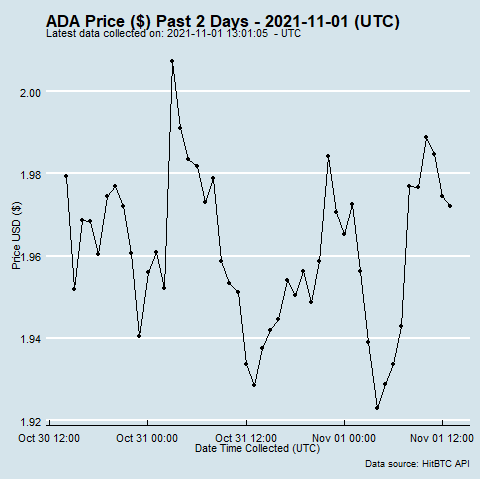 ADA Price ($) Past 2 Days - 2021-11-01 (UTC)
Latest data collected on: 2021-11-01 13:01:05 - UTC
2.00
1.98
1.96
1.94
1.92
Price USD ($)
Oct 30 12:00 Oct 31 00:00 Oct 31 12:00 Nov 01 00:00 Nov 01 12:00
Date Time Collected (UTC)
Data source: HitBTC API